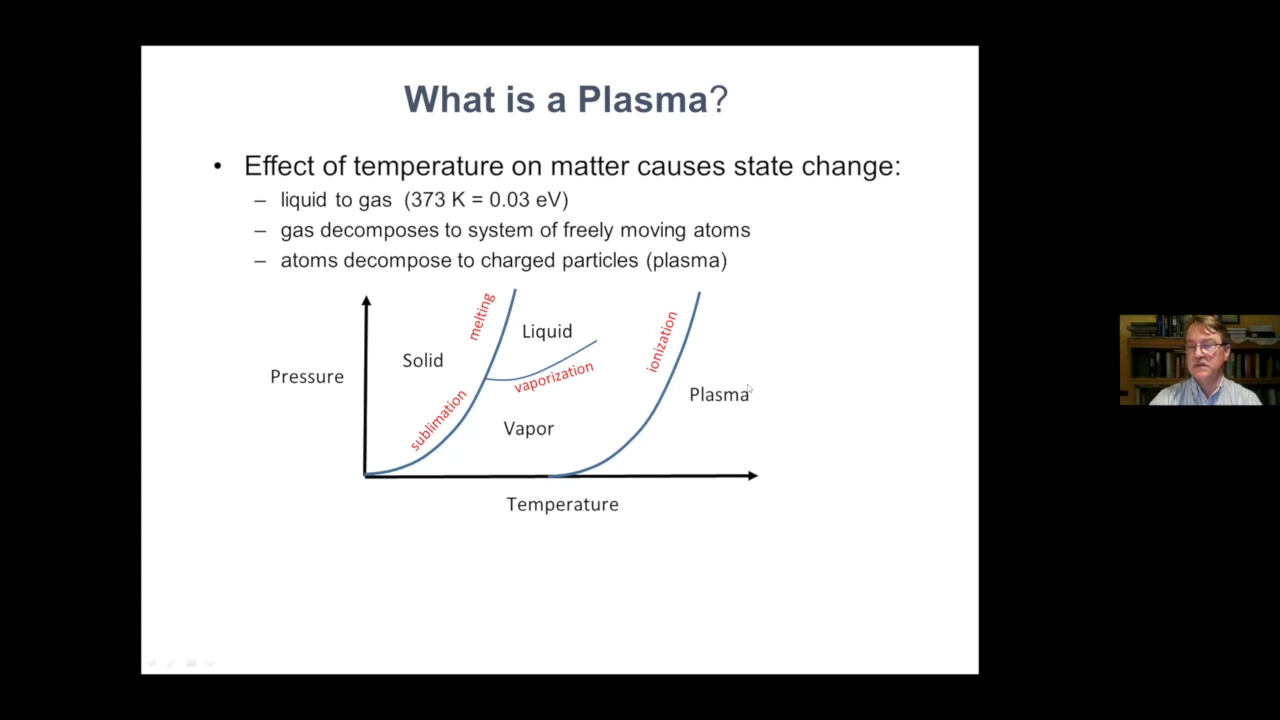 What is a Plasma?
• Effect of temperature on matter causes state change:
– liquid to gas (373 K = 0.03 eV)
– gas decomposes to system of freely moving atoms
– atoms decompose to charged particles (plasma)
melting
Liquid
ionization
Solid
vaporization
Pressure
Plasma
sublimation
Vapor
Temperature